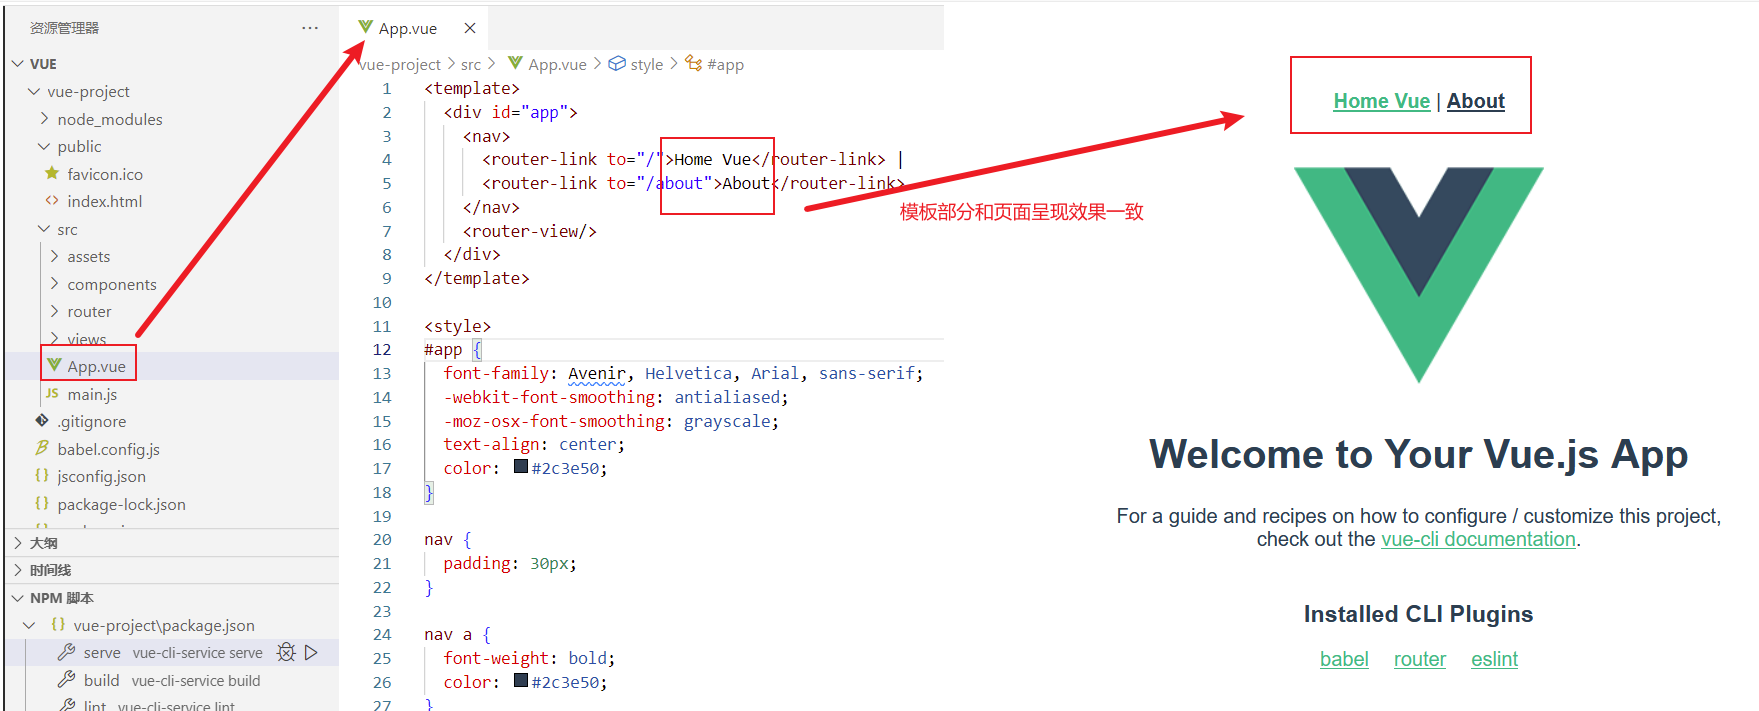 资源管理器
VUE
vue-project
node_modules
public
favicon.ico
index.html
src
assets
components
router
views
App.vue
JS main.js
.gitignore
babel.config.js
jsconfig.json
package-lock.json
大纲
时间线
NPM 脚本
vue-project\package.json
serve vue-cli-service serve
build vue-cli-service build
lint vue-cli-service lint
App.vue
vue-project > src > App.vue > style > #app
1 <template>
2 <div id="app">
3 <nav>
4 <router-link to="/">Home Vue</router-link> |
5 <router-link to="/about">About</router-link>
6 </nav>
7 <router-view/>
8 </div>
9 </template>
10
11 <style>
12 #app {
13 font-family: Avenir, Helvetica, Arial, sans-serif;
14 -webkit-font-smoothing: antialiased;
15 -moz-osx-font-smoothing: grayscale;
16 text-align: center;
17 color: #2c3e50;
18 }
19
20 nav {
21 padding: 30px;
22 }
23
24 nav a {
25 font-weight: bold;
26 color: #2c3e50;
27 }
模板部分和页面呈现效果一致
Home Vue | About
Welcome to Your Vue.js App
For a guide and recipes on how to configure / customize this project,
check out the vue-cli documentation.
Installed CLI Plugins
babel router eslint